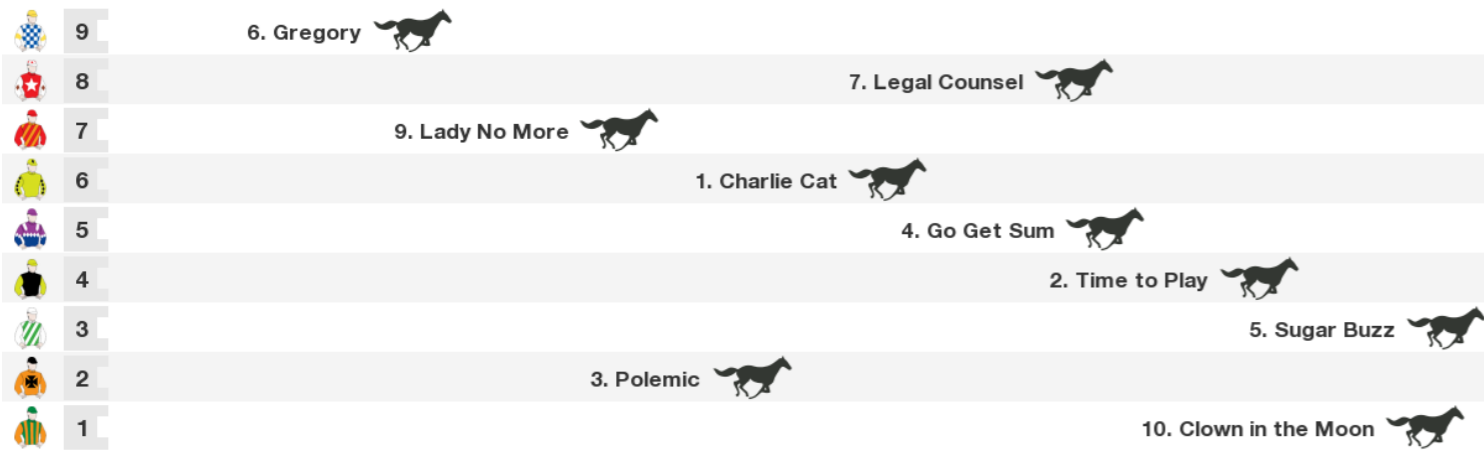 9 6. Gregory
8 7. Legal Counsel
7 9. Lady No More
6 1. Charlie Cat
5 4. Go Get Sum
4 2. Time to Play
3 5. Sugar Buzz
2 3. Polemic
1 10. Clown in the Moon